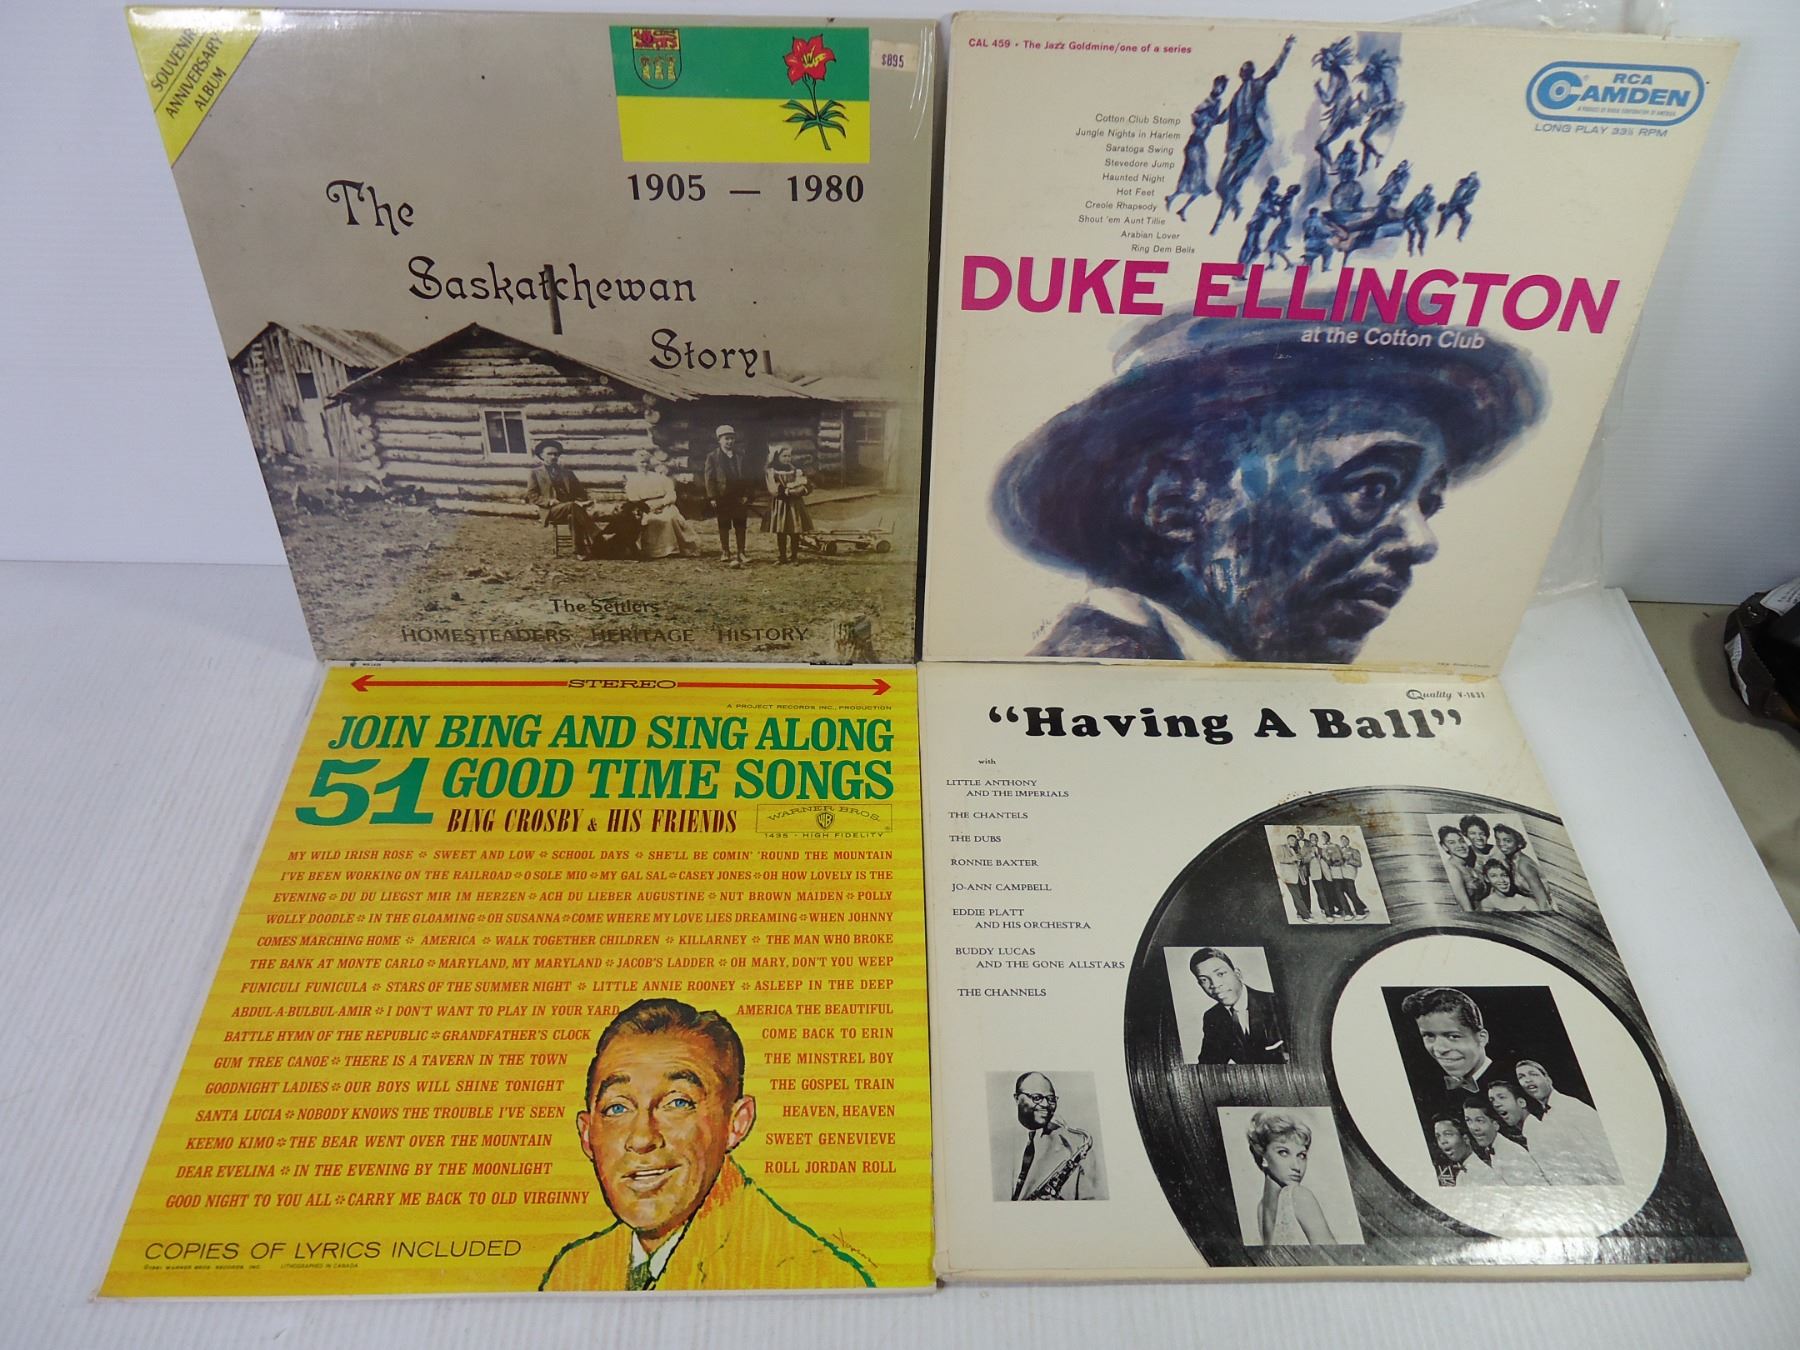 SOUVENIR
ANNIVERSARY
ALBUM
$895
1905 — 1980
The
Saskatchewan
Story
The Settlers
HOMESTEADERS HERITAGE HISTORY
CAL 459 • The Jazz Goldmine/one of a series
RCA
CAMDEN
LONG PLAY 33⅓ RPM
Cotton Club Stomp
Jungle Nights in Harlem
Saratoga Swing
Stevedore Jump
Haunted Night
Hot Feet
Creole Rhapsody
Shout 'em Aunt Tillie
Arabian Lover
Ring Dem Bells
DUKE ELLINGTON
at the Cotton Club
STEREO
A PROJECT RECORDS INC., PRODUCTION
JOIN BING AND SING ALONG
51 GOOD TIME SONGS
BING CROSBY & HIS FRIENDS
WARNER BROS.
WB
1435 • HIGH FIDELITY
MY WILD IRISH ROSE ❉ SWEET AND LOW ❉ SCHOOL DAYS ❉ SHE'LL BE COMIN' 'ROUND THE MOUNTAIN
I'VE BEEN WORKING ON THE RAILROAD ❉ O SOLE MIO ❉ MY GAL SAL ❉ CASEY JONES ❉ OH HOW LOVELY IS THE
EVENING ❉ DU DU LIEGST MIR IM HERZEN ❉ ACH DU LIEBER AUGUSTINE ❉ NUT BROWN MAIDEN ❉ POLLY
WOLLY DOODLE ❉ IN THE GLOAMING ❉ OH SUSANNA ❉ COME WHERE MY LOVE LIES DREAMING ❉ WHEN JOHNNY
COMES MARCHING HOME ❉ AMERICA ❉ WALK TOGETHER CHILDREN ❉ KILLARNEY ❉ THE MAN WHO BROKE
THE BANK AT MONTE CARLO ❉ MARYLAND, MY MARYLAND ❉ JACOB'S LADDER ❉ OH MARY, DON'T YOU WEEP
FUNICULI FUNICULA ❉ STARS OF THE SUMMER NIGHT ❉ LITTLE ANNIE ROONEY ❉ ASLEEP IN THE DEEP
ABDUL-A-BULBUL-AMIR ❉ I DON'T WANT TO PLAY IN YOUR YARD AMERICA THE BEAUTIFUL
BATTLE HYMN OF THE REPUBLIC ❉ GRANDFATHER'S CLOCK COME BACK TO ERIN
GUM TREE CANOE ❉ THERE IS A TAVERN IN THE TOWN THE MINSTREL BOY
GOODNIGHT LADIES ❉ OUR BOYS WILL SHINE TONIGHT THE GOSPEL TRAIN
SANTA LUCIA ❉ NOBODY KNOWS THE TROUBLE I'VE SEEN HEAVEN, HEAVEN
KEEMO KIMO ❉ THE BEAR WENT OVER THE MOUNTAIN SWEET GENEVIEVE
DEAR EVELINA ❉ IN THE EVENING BY THE MOONLIGHT ROLL JORDAN ROLL
GOOD NIGHT TO YOU ALL ❉ CARRY ME BACK TO OLD VIRGINNY
COPIES OF LYRICS INCLUDED
©1961 WARNER BROS. RECORDS, INC. LITHOGRAPHED IN CANADA
Quality V-1631
"Having A Ball"
with
LITTLE ANTHONY
AND THE IMPERIALS
THE CHANTELS
THE DUBS
RONNIE BAXTER
JO-ANN CAMPBELL
EDDIE PLATT
AND HIS ORCHESTRA
BUDDY LUCAS
AND THE GONE ALLSTARS
THE CHANNELS